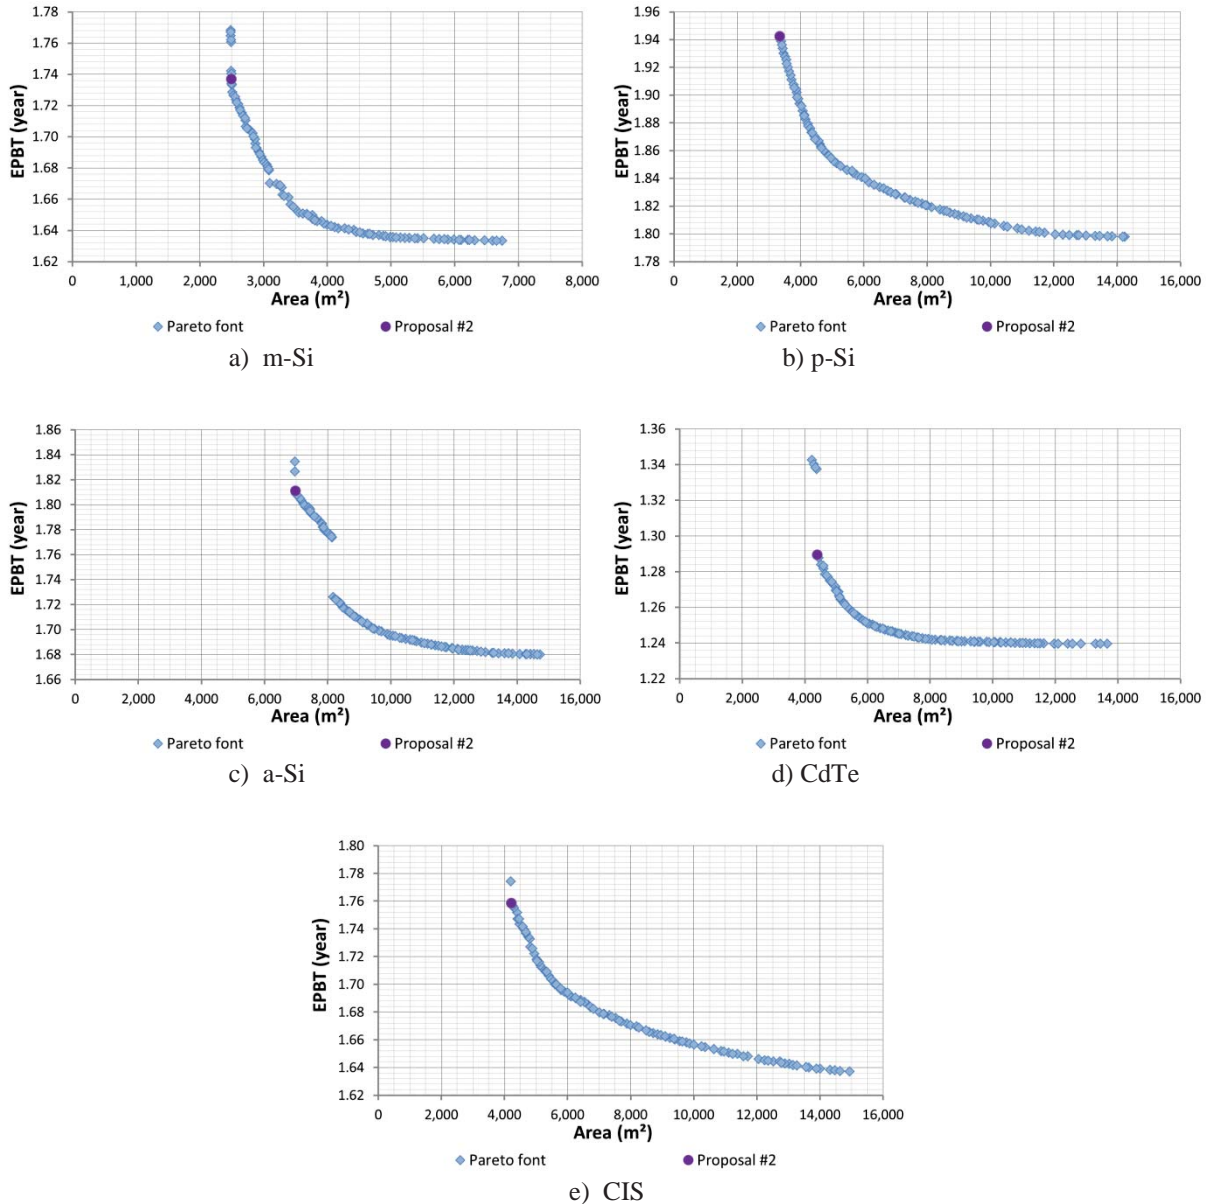 1.78
1.76
1.74
1.72
1.70
1.68
1.66
1.64
1.62
EPBT (year)
0 1,000 2,000 3,000 4,000 5,000 6,000 7,000 8,000
Area (m²)
Pareto font Proposal #2
a) m-Si
1.96
1.94
1.92
1.90
1.88
1.86
1.84
1.82
1.80
1.78
EPBT (year)
0 2,000 4,000 6,000 8,000 10,000 12,000 14,000 16,000
Area (m²)
Pareto font Proposal #2
b) p-Si
1.86
1.84
1.82
1.80
1.78
1.76
1.74
1.72
1.70
1.68
1.66
EPBT (year)
0 2,000 4,000 6,000 8,000 10,000 12,000 14,000 16,000
Area (m²)
Pareto font Proposal #2
c) a-Si
1.36
1.34
1.32
1.30
1.28
1.26
1.24
1.22
EPBT (year)
0 2,000 4,000 6,000 8,000 10,000 12,000 14,000 16,000
Area (m²)
Pareto font Proposal #2
d) CdTe
1.80
1.78
1.76
1.74
1.72
1.70
1.68
1.66
1.64
1.62
EPBT (year)
0 2,000 4,000 6,000 8,000 10,000 12,000 14,000 16,000
Area (m²)
Pareto font Proposal #2
e) CIS